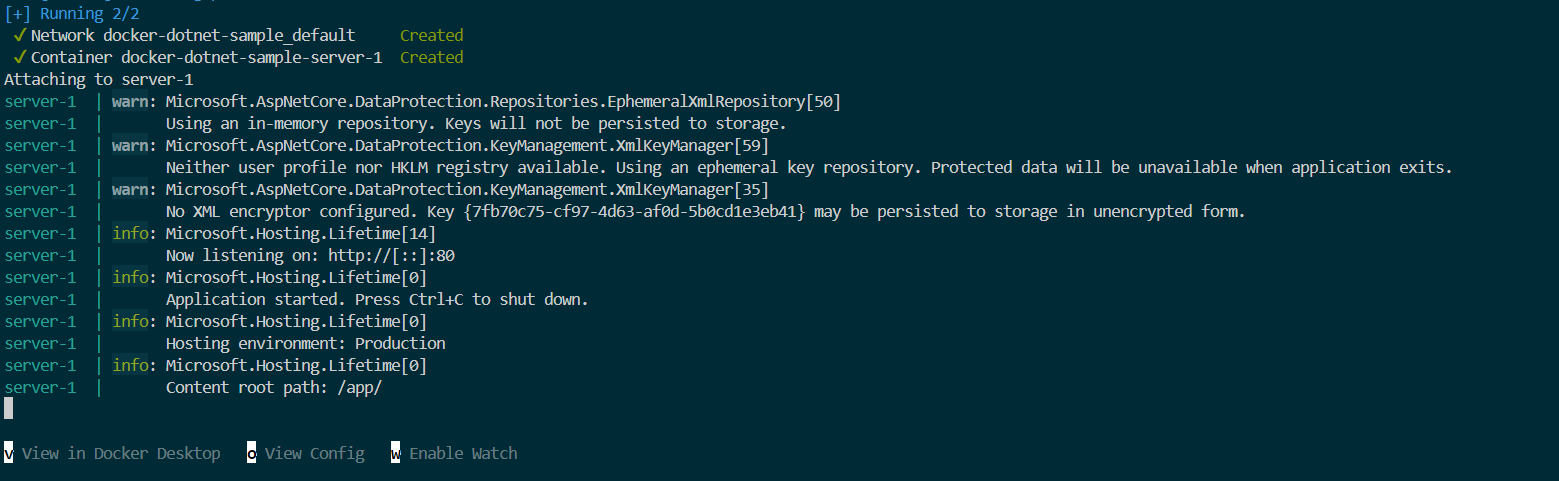 [+] Running 2/2
✓ Network docker-dotnet-sample_default Created
✓ Container docker-dotnet-sample-server-1 Created
Attaching to server-1
server-1 | warn: Microsoft.AspNetCore.DataProtection.Repositories.EphemeralXmlRepository[50]
server-1 | Using an in-memory repository. Keys will not be persisted to storage.
server-1 | warn: Microsoft.AspNetCore.DataProtection.KeyManagement.XmlKeyManager[59]
server-1 | Neither user profile nor HKLM registry available. Using an ephemeral key repository. Protected data will be unavailable when application exits.
server-1 | warn: Microsoft.AspNetCore.DataProtection.KeyManagement.XmlKeyManager[35]
server-1 | No XML encryptor configured. Key {7fb70c75-cf97-4d63-af0d-5b0cd1e3eb41} may be persisted to storage in unencrypted form.
server-1 | info: Microsoft.Hosting.Lifetime[14]
server-1 | Now listening on: http://[::]:80
server-1 | info: Microsoft.Hosting.Lifetime[0]
server-1 | Application started. Press Ctrl+C to shut down.
server-1 | info: Microsoft.Hosting.Lifetime[0]
server-1 | Hosting environment: Production
server-1 | info: Microsoft.Hosting.Lifetime[0]
server-1 | Content root path: /app/
v View in Docker Desktop o View Config w Enable Watch